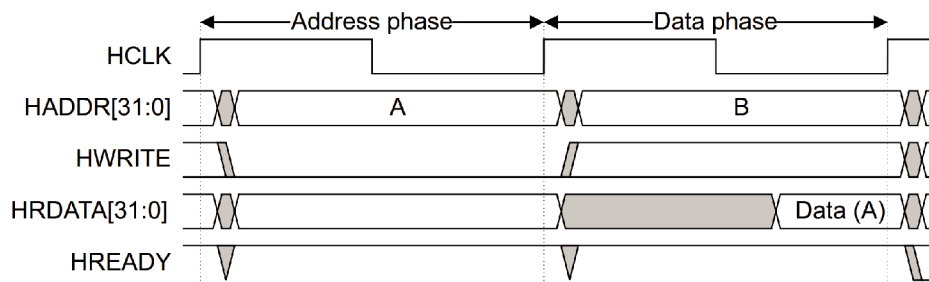 Address phase Data phase
HCLK
HADDR[31:0] A B
HWRITE
HRDATA[31:0] Data (A)
HREADY